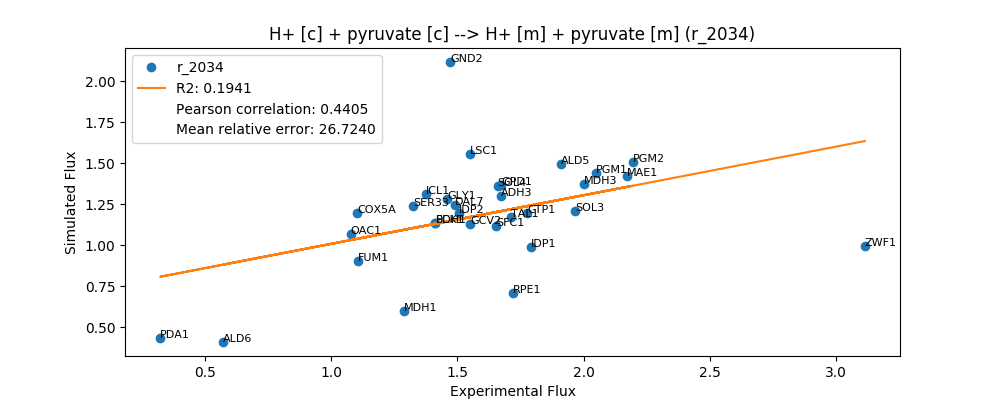 H+ [c] + pyruvate [c] --> H+ [m] + pyruvate [m] (r_2034)
r_2034
R2: 0.1941
Pearson correlation: 0.4405
Mean relative error: 26.7240
GND2
LSC1
ALD5
PGM2
PGM1
MAE1
MDH3
GPD1
ADH3
ICL1
GLY1
SER33
DAL7
IDP2
COX5A
GCV2
SFC1
TAL1
CTP1
SOL3
OAC1
FUM1
IDP1
ZWF1
RPE1
MDH1
PDA1
ALD6
Simulated Flux
2.00
1.75
1.50
1.25
1.00
0.75
0.50
0.5
1.0
1.5
2.0
2.5
3.0
Experimental Flux